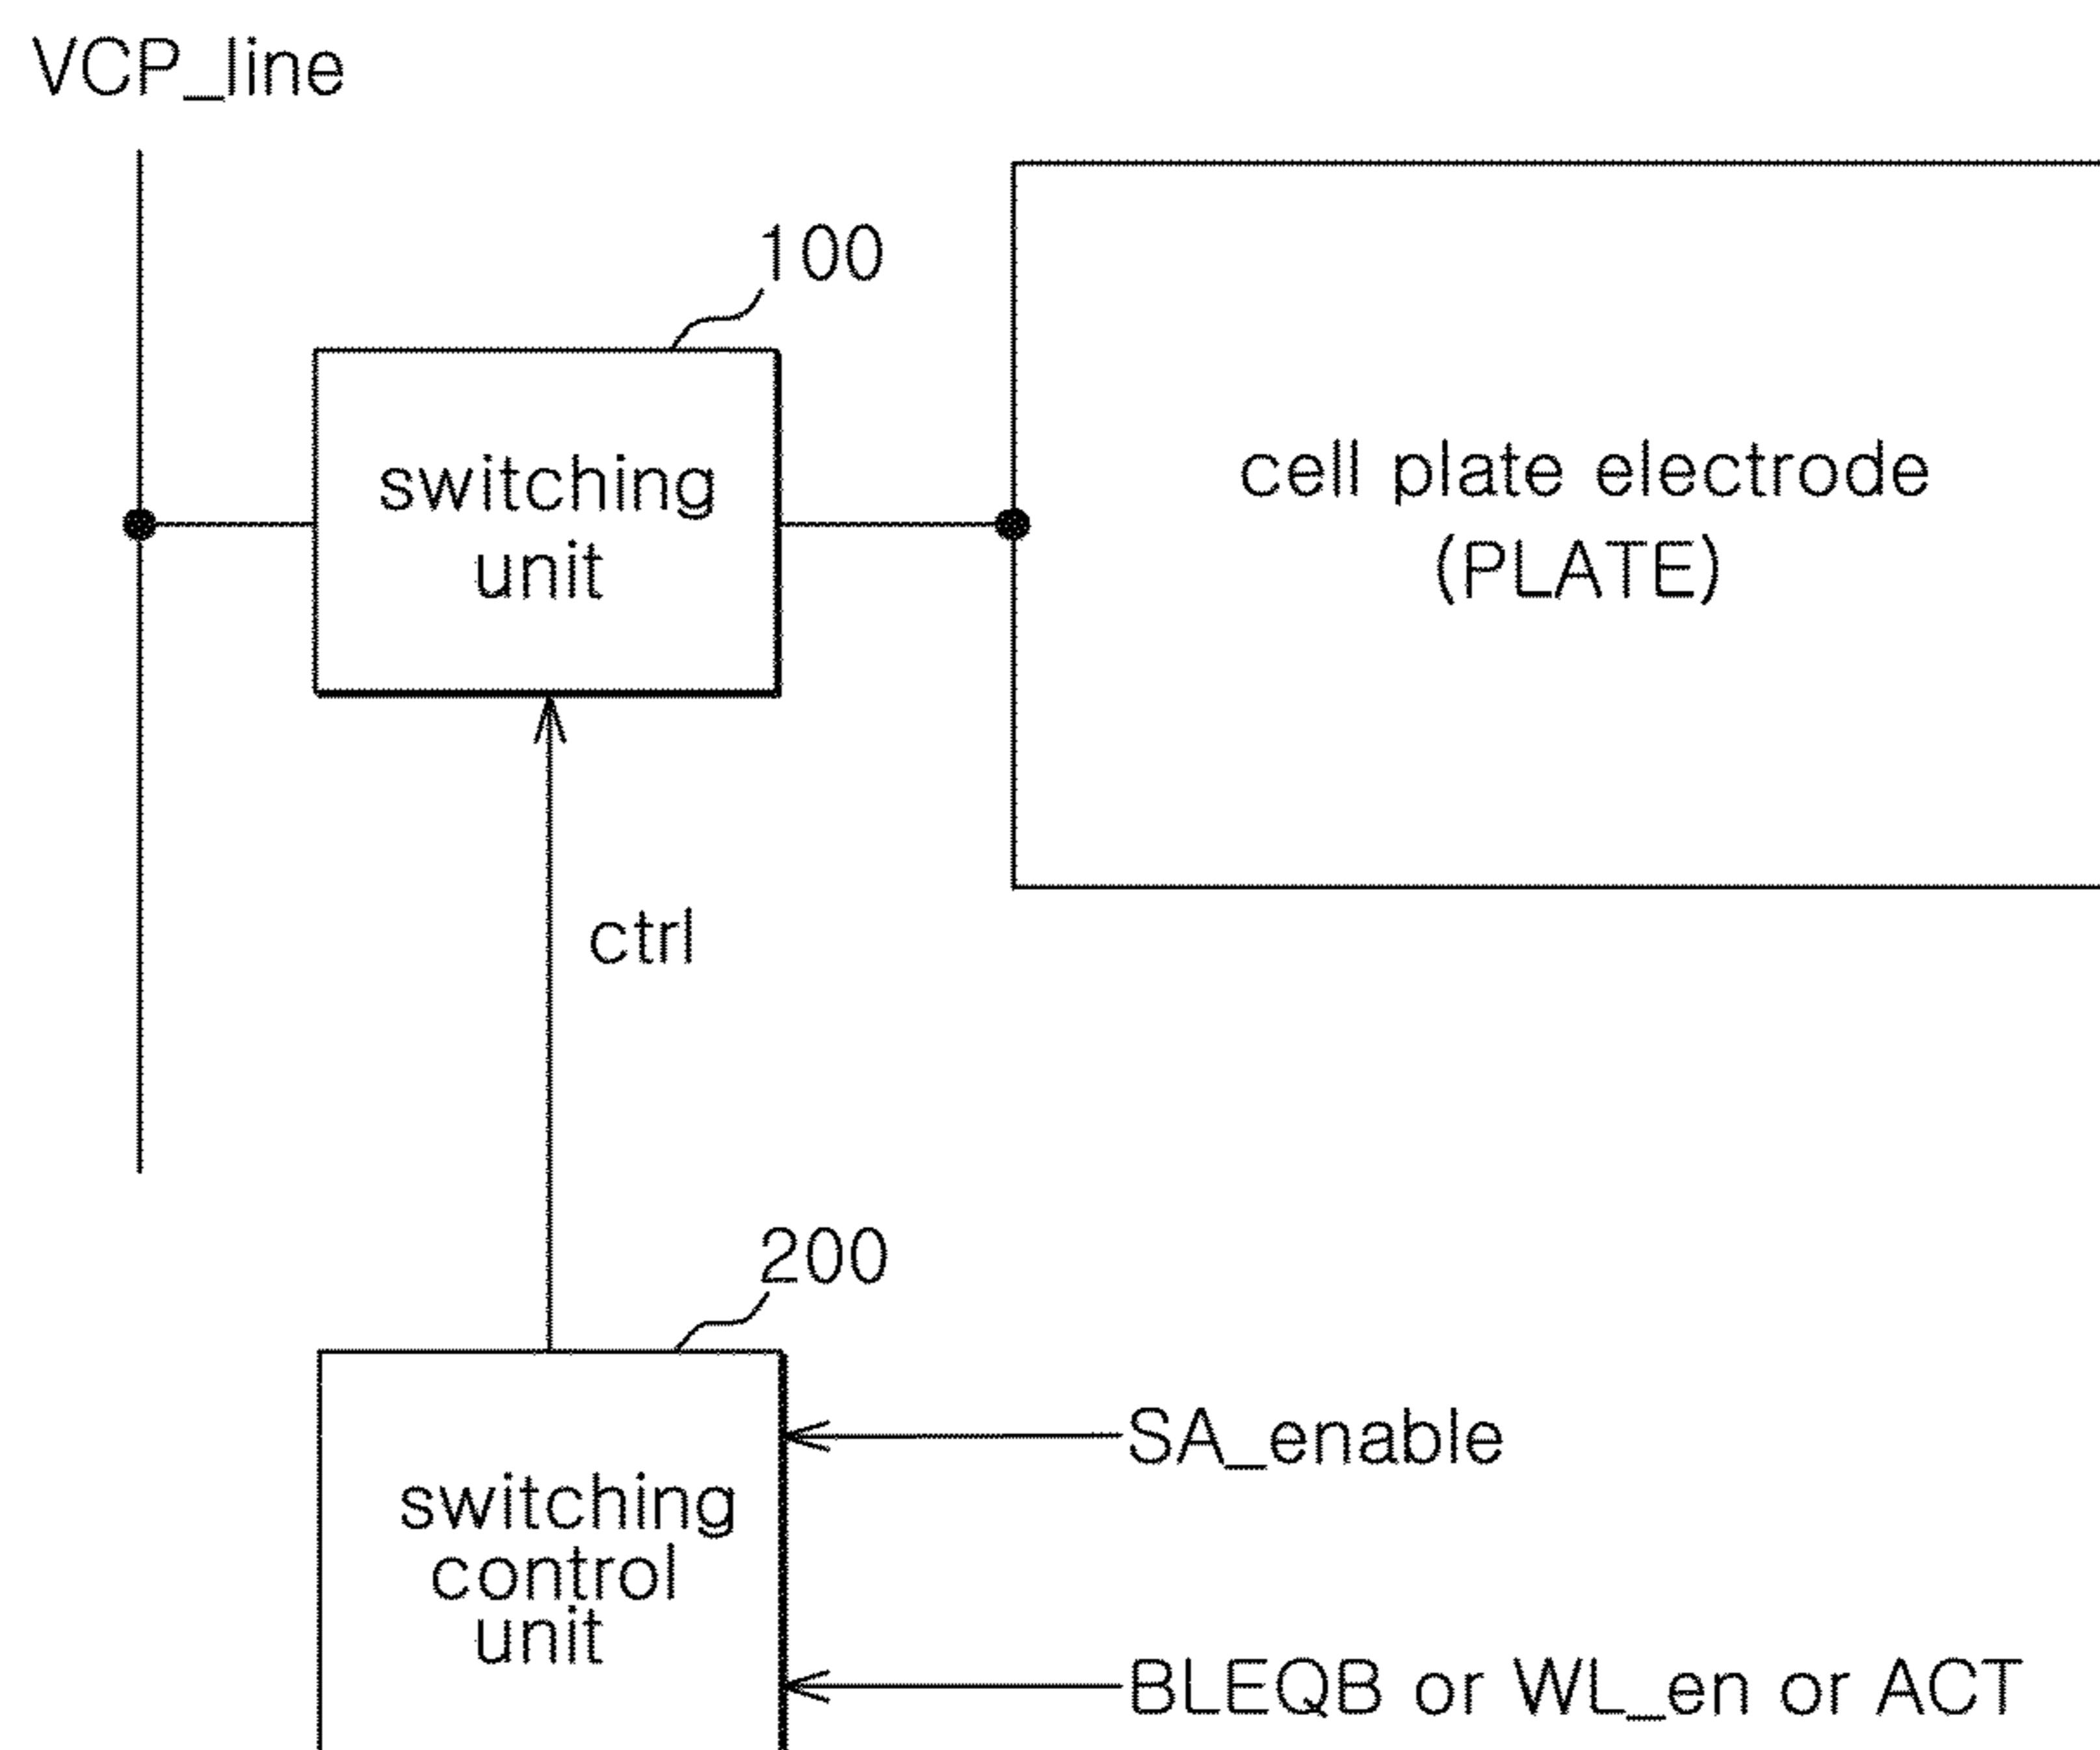 VCP_line
100
switching
unit
cell plate electrode
(PLATE)
ctrl
200
switching
control
unit
SA_enable
BLEQB or WL_en or ACT